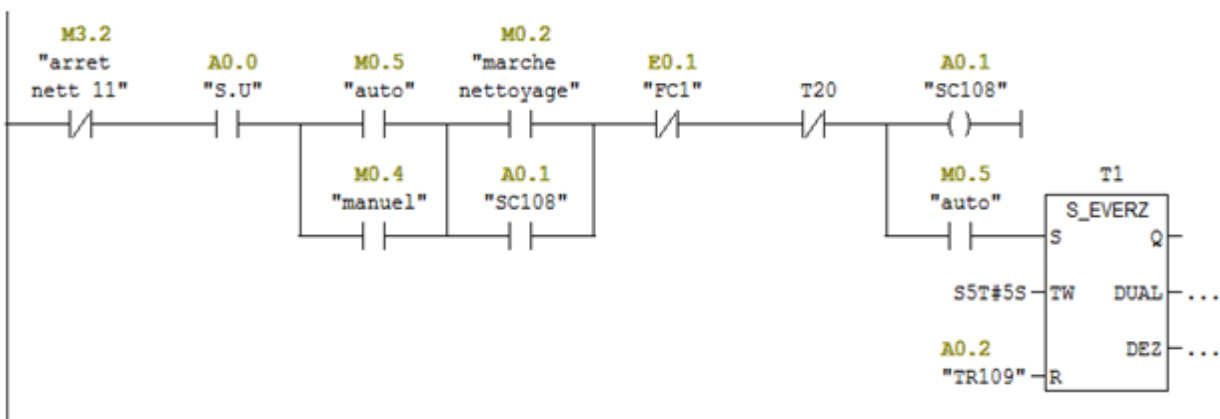 M3.2
"arret
nett 11"
A0.0
"S.U"
M0.5
"auto"
M0.2
"marche
nettoyage"
E0.1
"FC1"
T20
A0.1
"SC108"
M0.4
"manuel"
A0.1
"SC108"
M0.5
"auto"
T1
S_EVERZ
S Q
S5T#5S TW DUAL ...
A0.2 DEZ ...
"TR109" R